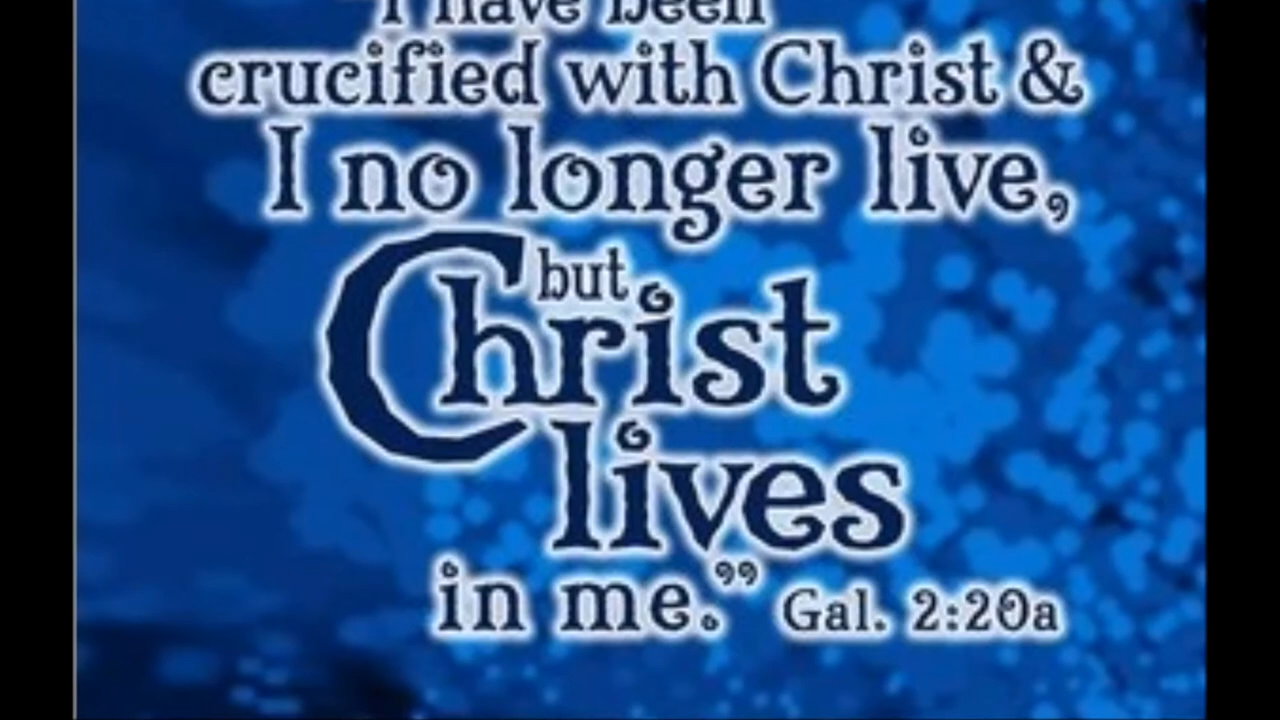 "I have been
crucified with Christ &
I no longer live,
but
Christ
lives
in me.” Gal. 2:20a